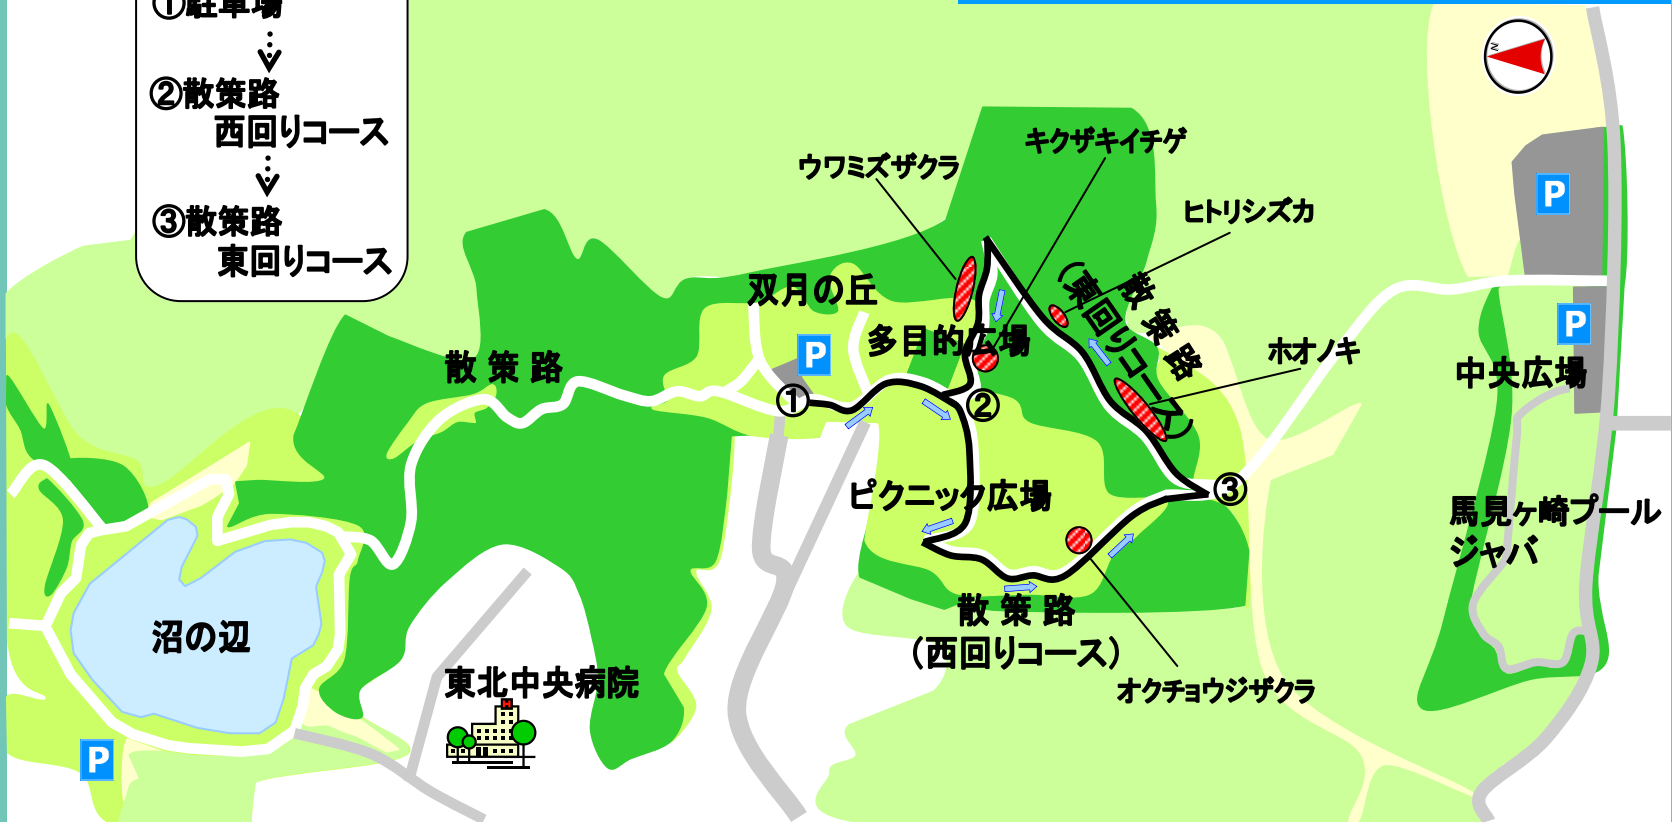 ①駐車場
②散策路
西回りコース
③散策路
東回りコース
N
P
キクザキイチゲ
ウワミズザクラ
ヒトリシズカ
双月の丘
散策路
(東回りコース)
多目的広場
P
P
ホオノキ
中央広場
散策路
①
②
ピクニック広場
③
馬見ヶ崎プール
ジャバ
沼の辺
散策路
(西回りコース)
東北中央病院
H
オクチョウジザクラ
P